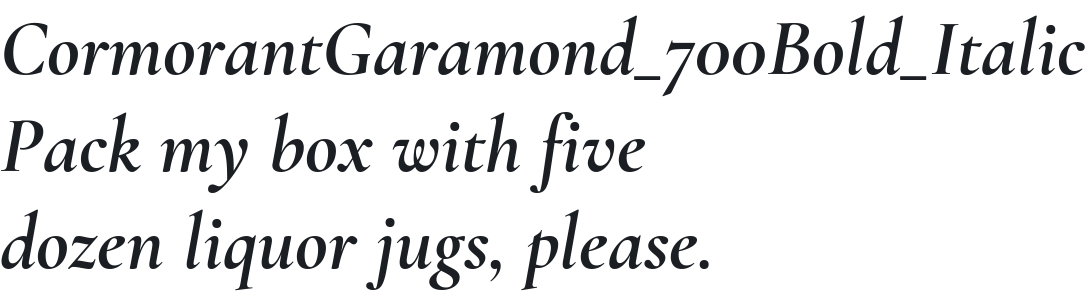 CormorantGaramond_700Bold_Italic
Pack my box with five
dozen liquor jugs, please.